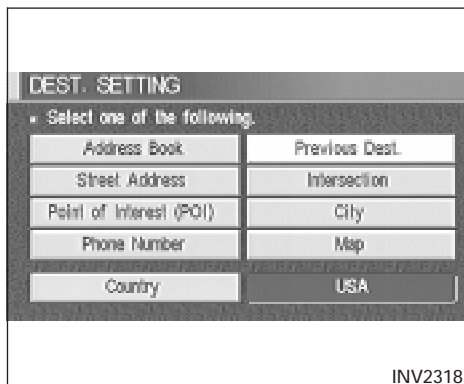 DEST. SETTING
Select one of the following.
Address Book Previous Dest.
Street Address Intersection
Point of Interest (POI) City
Phone Number Map
Country USA
INV2318